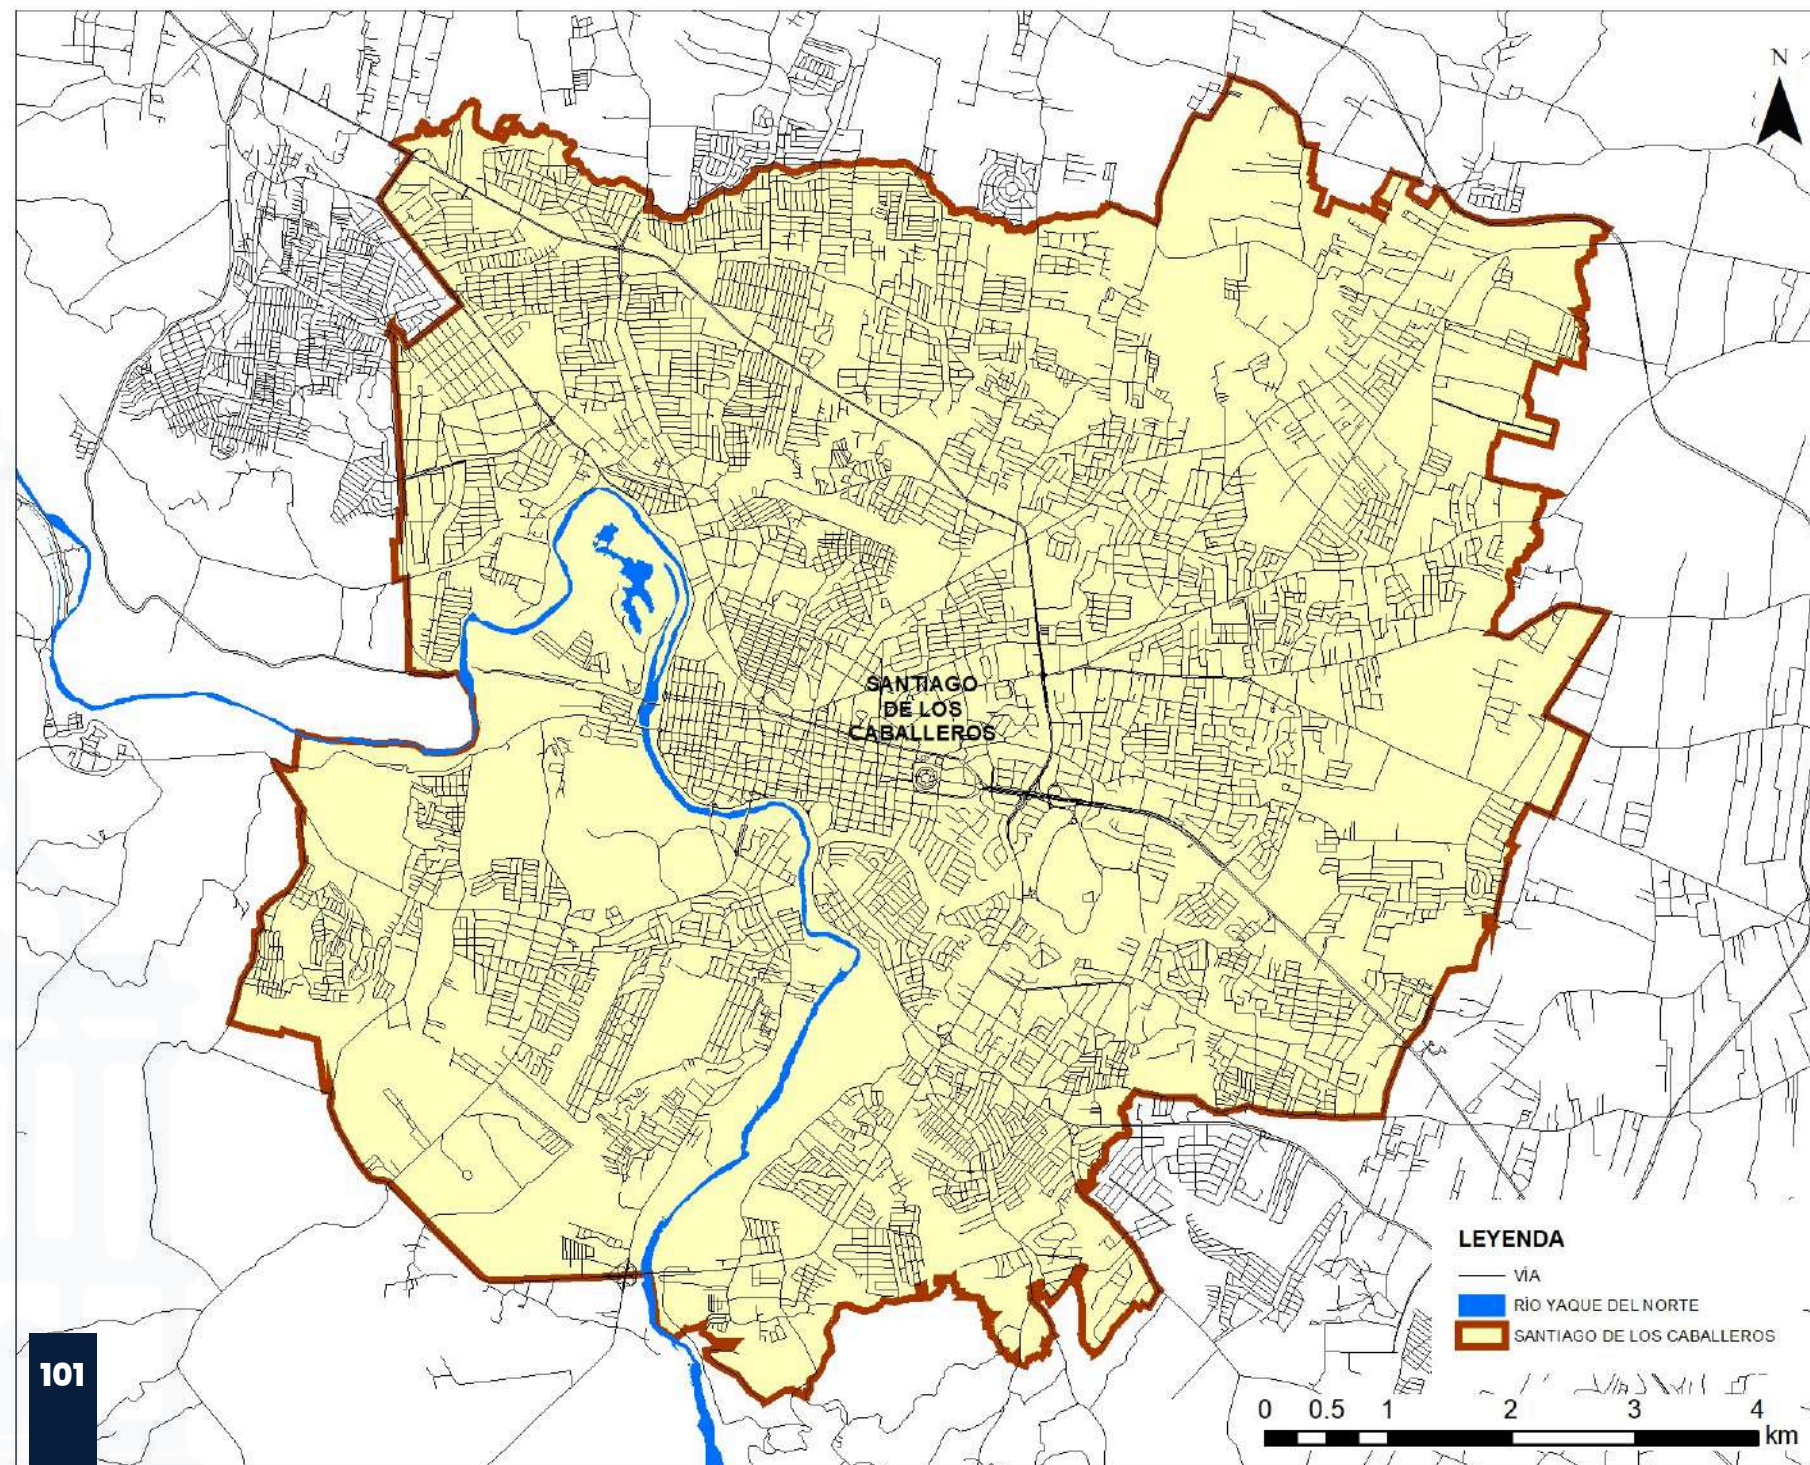 N
SANTIAGO
DE LOS
CABALLEROS
LEYENDA
VÍA
RÍO YAQUE DEL NORTE
SANTIAGO DE LOS CABALLEROS
0 0.5 1 2 3 4
km
101